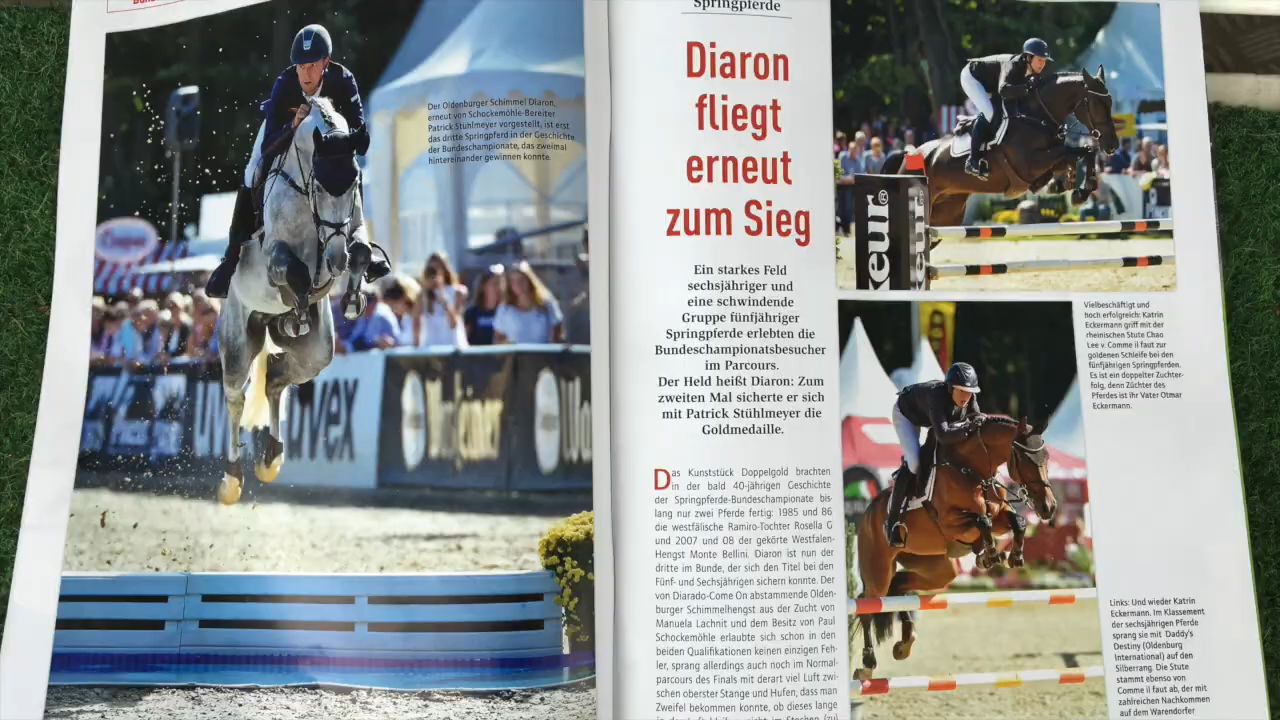 Der Oldenburger Schimmel Diaron,
erneut von Schockemöhle-Bereiter
Patrick Stühlmeyer vorgestellt, ist erst
das dritte Springpferd in der Geschichte
der Bundeschampionate, das zweimal
hintereinander gewinnen konnte.
uvex
Springpferde
Diaron
fliegt
erneut
zum Sieg
Ein starkes Feld
sechsjähriger und
eine schwindende
Gruppe fünfjähriger
Springpferde erlebten die
Bundeschampionatsbesucher
im Parcours.
Der Held heißt Diaron: Zum
zweiten Mal sicherte er sich
mit Patrick Stühlmeyer die
Goldmedaille.
Das Kunststück Doppelgold brachten
in der bald 40-jährigen Geschichte
der Springpferde-Bundeschampionate bis-
lang nur zwei Pferde fertig: 1985 und 86
die westfälische Ramiro-Tochter Rosella G
und 2007 und 08 der gekörte Westfalen-
Hengst Monte Bellini. Diaron ist nun der
dritte im Bunde, der sich den Titel bei den
Fünf- und Sechsjährigen sichern konnte. Der
von Diarado-Come On abstammende Olden-
burger Schimmelhengst aus der Zucht von
Manuela Lachnit und dem Besitz von Paul
Schockemöhle erlaubte sich schon in den
beiden Qualifikationen keinen einzigen Feh-
ler, sprang allerdings auch noch im Normal-
parcours des Finals mit derart viel Luft zwi-
schen oberster Stange und Hufen, dass man
Zweifel bekommen konnte, ob dieses lange
keur®
Vielbeschäftigt und
hoch erfolgreich: Katrin
Eckermann griff mit der
rheinischen Stute Chao
Lee v. Comme il faut zur
goldenen Schleife bei den
fünfjährigen Springpferden.
Es ist ein doppelter Zuchter-
folg, denn Züchter des
Pferdes ist ihr Vater Otmar
Eckermann.
Links: Und wieder Katrin
Eckermann. Im Klassement
der sechsjährigen Pferde
sprang sie mit Daddy's
Destiny (Oldenburg
International) auf den
Silberrang. Die Stute
stammt ebenso von
Comme il faut ab, der mit
zahlreichen Nachkommen
auf dem Warendorfer